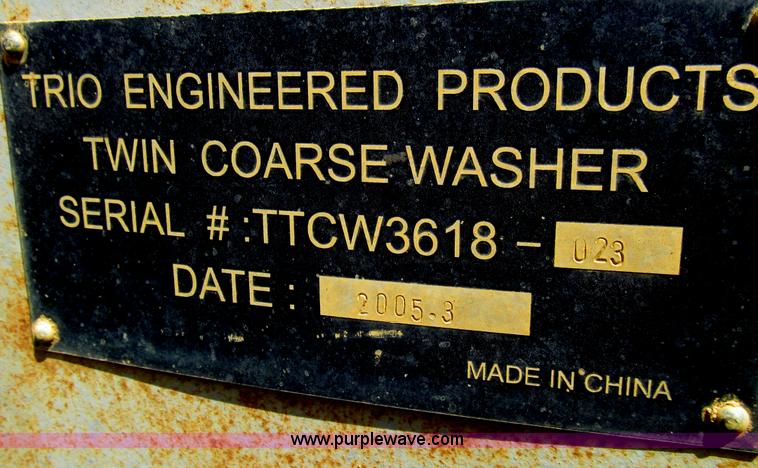 TRIO ENGINEERED PRODUCTS
TWIN COARSE WASHER
SERIAL # :TTCW3618 – 023
DATE : 2005.3
MADE IN CHINA
www.purplewave.com